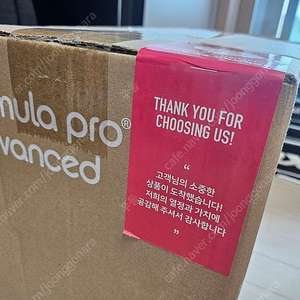 mula pro®
vanced
THANK YOU FOR
CHOOSING US!
“
고객님의 소중한
상품이 도착했습니다!
저희의 열정과 가치에
공감해 주셔서 감사합니다
”